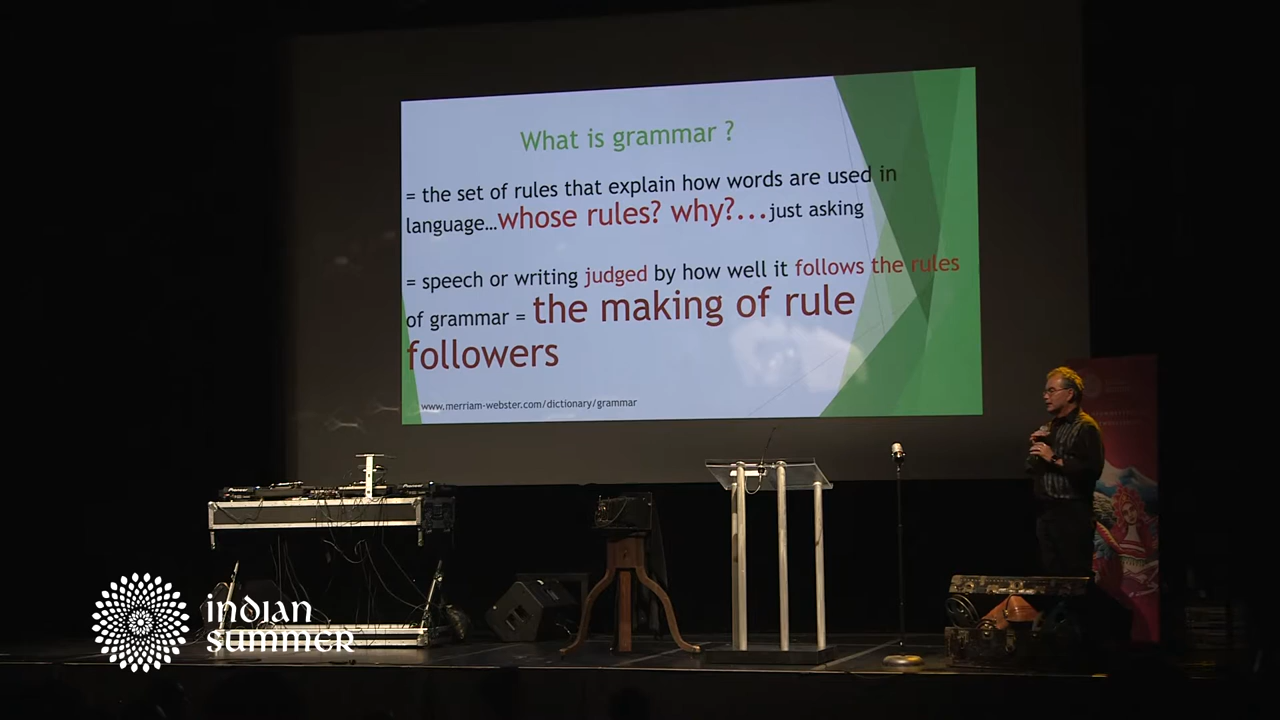 What is grammar ?
= the set of rules that explain how words are used in
language...whose rules? why?...just asking
= speech or writing judged by how well it follows the rules
of grammar = the making of rule
followers
www.merriam-webster.com/dictionary/grammar
indian
summer